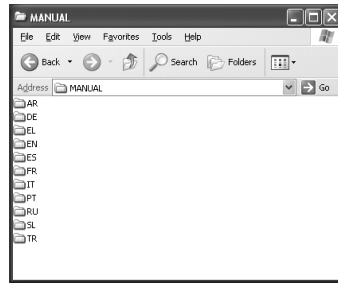 MANUAL
File Edit View Favorites Tools Help
Back Search Folders
Address MANUAL Go
AR
DE
EL
EN
ES
FR
IT
PT
RU
SL
TR